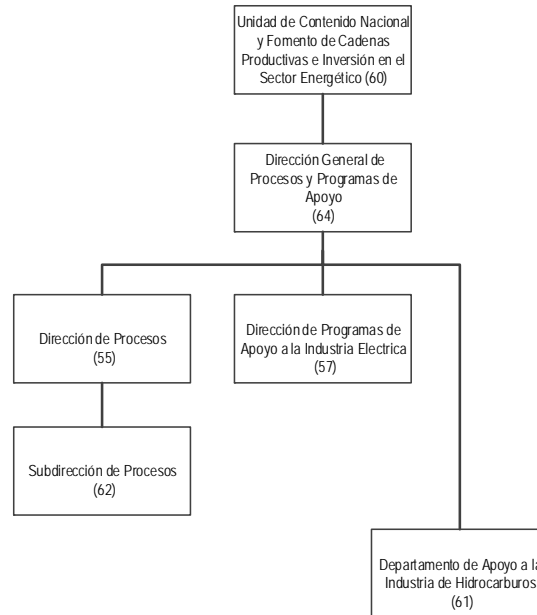 Unidad de Contenido Nacional
y Fomento de Cadenas
Productivas e Inversión en el
Sector Energético (60)
Dirección General de
Procesos y Programas de
Apoyo
(64)
Dirección de Procesos
(55)
Dirección de Programas de
Apoyo a la Industria Electrica
(57)
Subdirección de Procesos
(62)
Departamento de Apoyo a la
Industria de Hidrocarburos
(61)